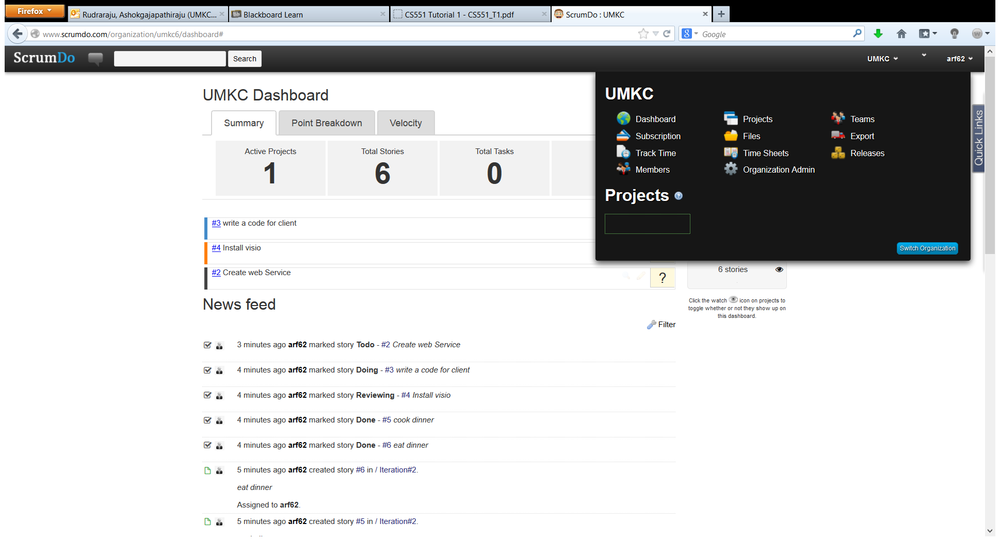 Firefox
Rudraraju, Ashokgajapathiraju (UMKC...
Blackboard Learn
CS551 Tutorial 1 - CS551_T1.pdf
ScrumDo : UMKC
www.scrumdo.com/organization/umkc6/dashboard#
Google
ScrumDo
Search
UMKC
arf62
UMKC Dashboard
Summary
Point Breakdown
Velocity
Active Projects
1
Total Stories
6
Total Tasks
0
UMKC
Dashboard
Projects
Teams
Subscription
Files
Export
Track Time
Time Sheets
Releases
Members
Organization Admin
Projects
Switch Organization
Quick Links
#3 write a code for client
#4 Install visio
#2 Create web Service
?
6 stories
Click the watch icon on projects to
toggle whether or not they show up on
this dashboard.
News feed
Filter
3 minutes ago arf62 marked story Todo - #2 Create web Service
4 minutes ago arf62 marked story Doing - #3 write a code for client
4 minutes ago arf62 marked story Reviewing - #4 Install visio
4 minutes ago arf62 marked story Done - #5 cook dinner
4 minutes ago arf62 marked story Done - #6 eat dinner
5 minutes ago arf62 created story #6 in / Iteration#2.
eat dinner
Assigned to arf62.
5 minutes ago arf62 created story #5 in / Iteration#2.